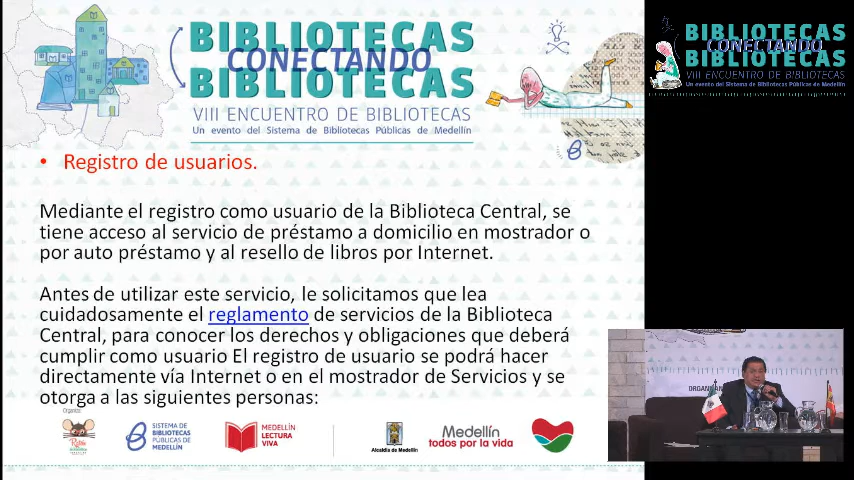 BIBLIOTECAS
CONECTANDO
BIBLIOTECAS
VIII ENCUENTRO DE BIBLIOTECAS
Un evento del Sistema de Bibliotecas Públicas de Medellín
• Registro de usuarios.
Mediante el registro como usuario de la Biblioteca Central, se
tiene acceso al servicio de préstamo a domicilio en mostrador o
por auto préstamo y al resello de libros por Internet.
Antes de utilizar este servicio, le solicitamos que lea
cuidadosamente el reglamento de servicios de la Biblioteca
Central, para conocer los derechos y obligaciones que deberá
cumplir como usuario El registro de usuario se podrá hacer
directamente vía Internet o en el mostrador de Servicios y se
otorga a las siguientes personas:
Organiza:
SISTEMA DE
BIBLIOTECAS
PÚBLICAS DE
MEDELLÍN
MEDELLÍN
LECTURA
VIVA
Alcaldía de Medellín
Medellín
todos por la vida
BIBLIOTECAS
CONECTANDO
BIBLIOTECAS
VIII ENCUENTRO DE BIBLIOTECAS
Un evento del Sistema de Bibliotecas Públicas de Medellín